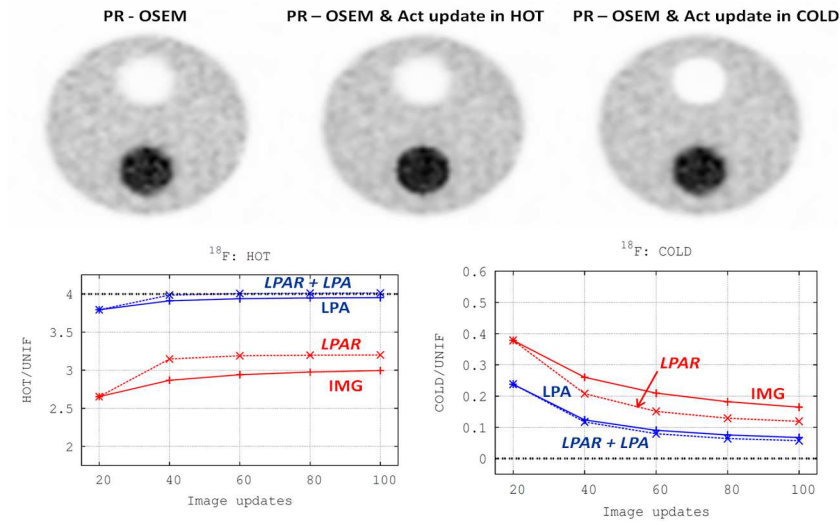 PR - OSEM
PR – OSEM & Act update in HOT
PR – OSEM & Act update in COLD
18F: HOT
HOT/UNIF
4
3.5
3
2.5
2
LPAR + LPA
LPA
LPAR
IMG
20 40 60 80 100
Image updates
18F: COLD
COLD/UNIF
0.6
0.5
0.4
0.3
0.2
0.1
0
LPAR
LPA
IMG
LPAR + LPA
20 40 60 80 100
Image updates